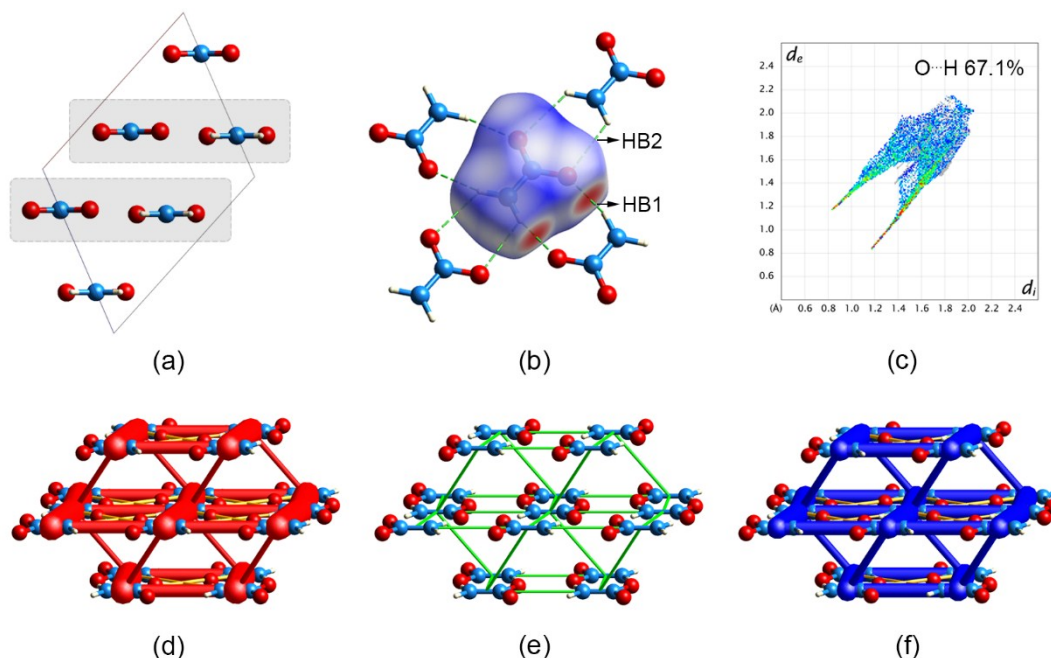 HB2
HB1
(a)
(b)
d_e
O···H 67.1%
2.4
2.2
2.0
1.8
1.6
1.4
1.2
1.0
0.8
0.6
d_i
(Å) 0.6 0.8 1.0 1.2 1.4 1.6 1.8 2.0 2.2 2.4
(c)
(d)
(e)
(f)